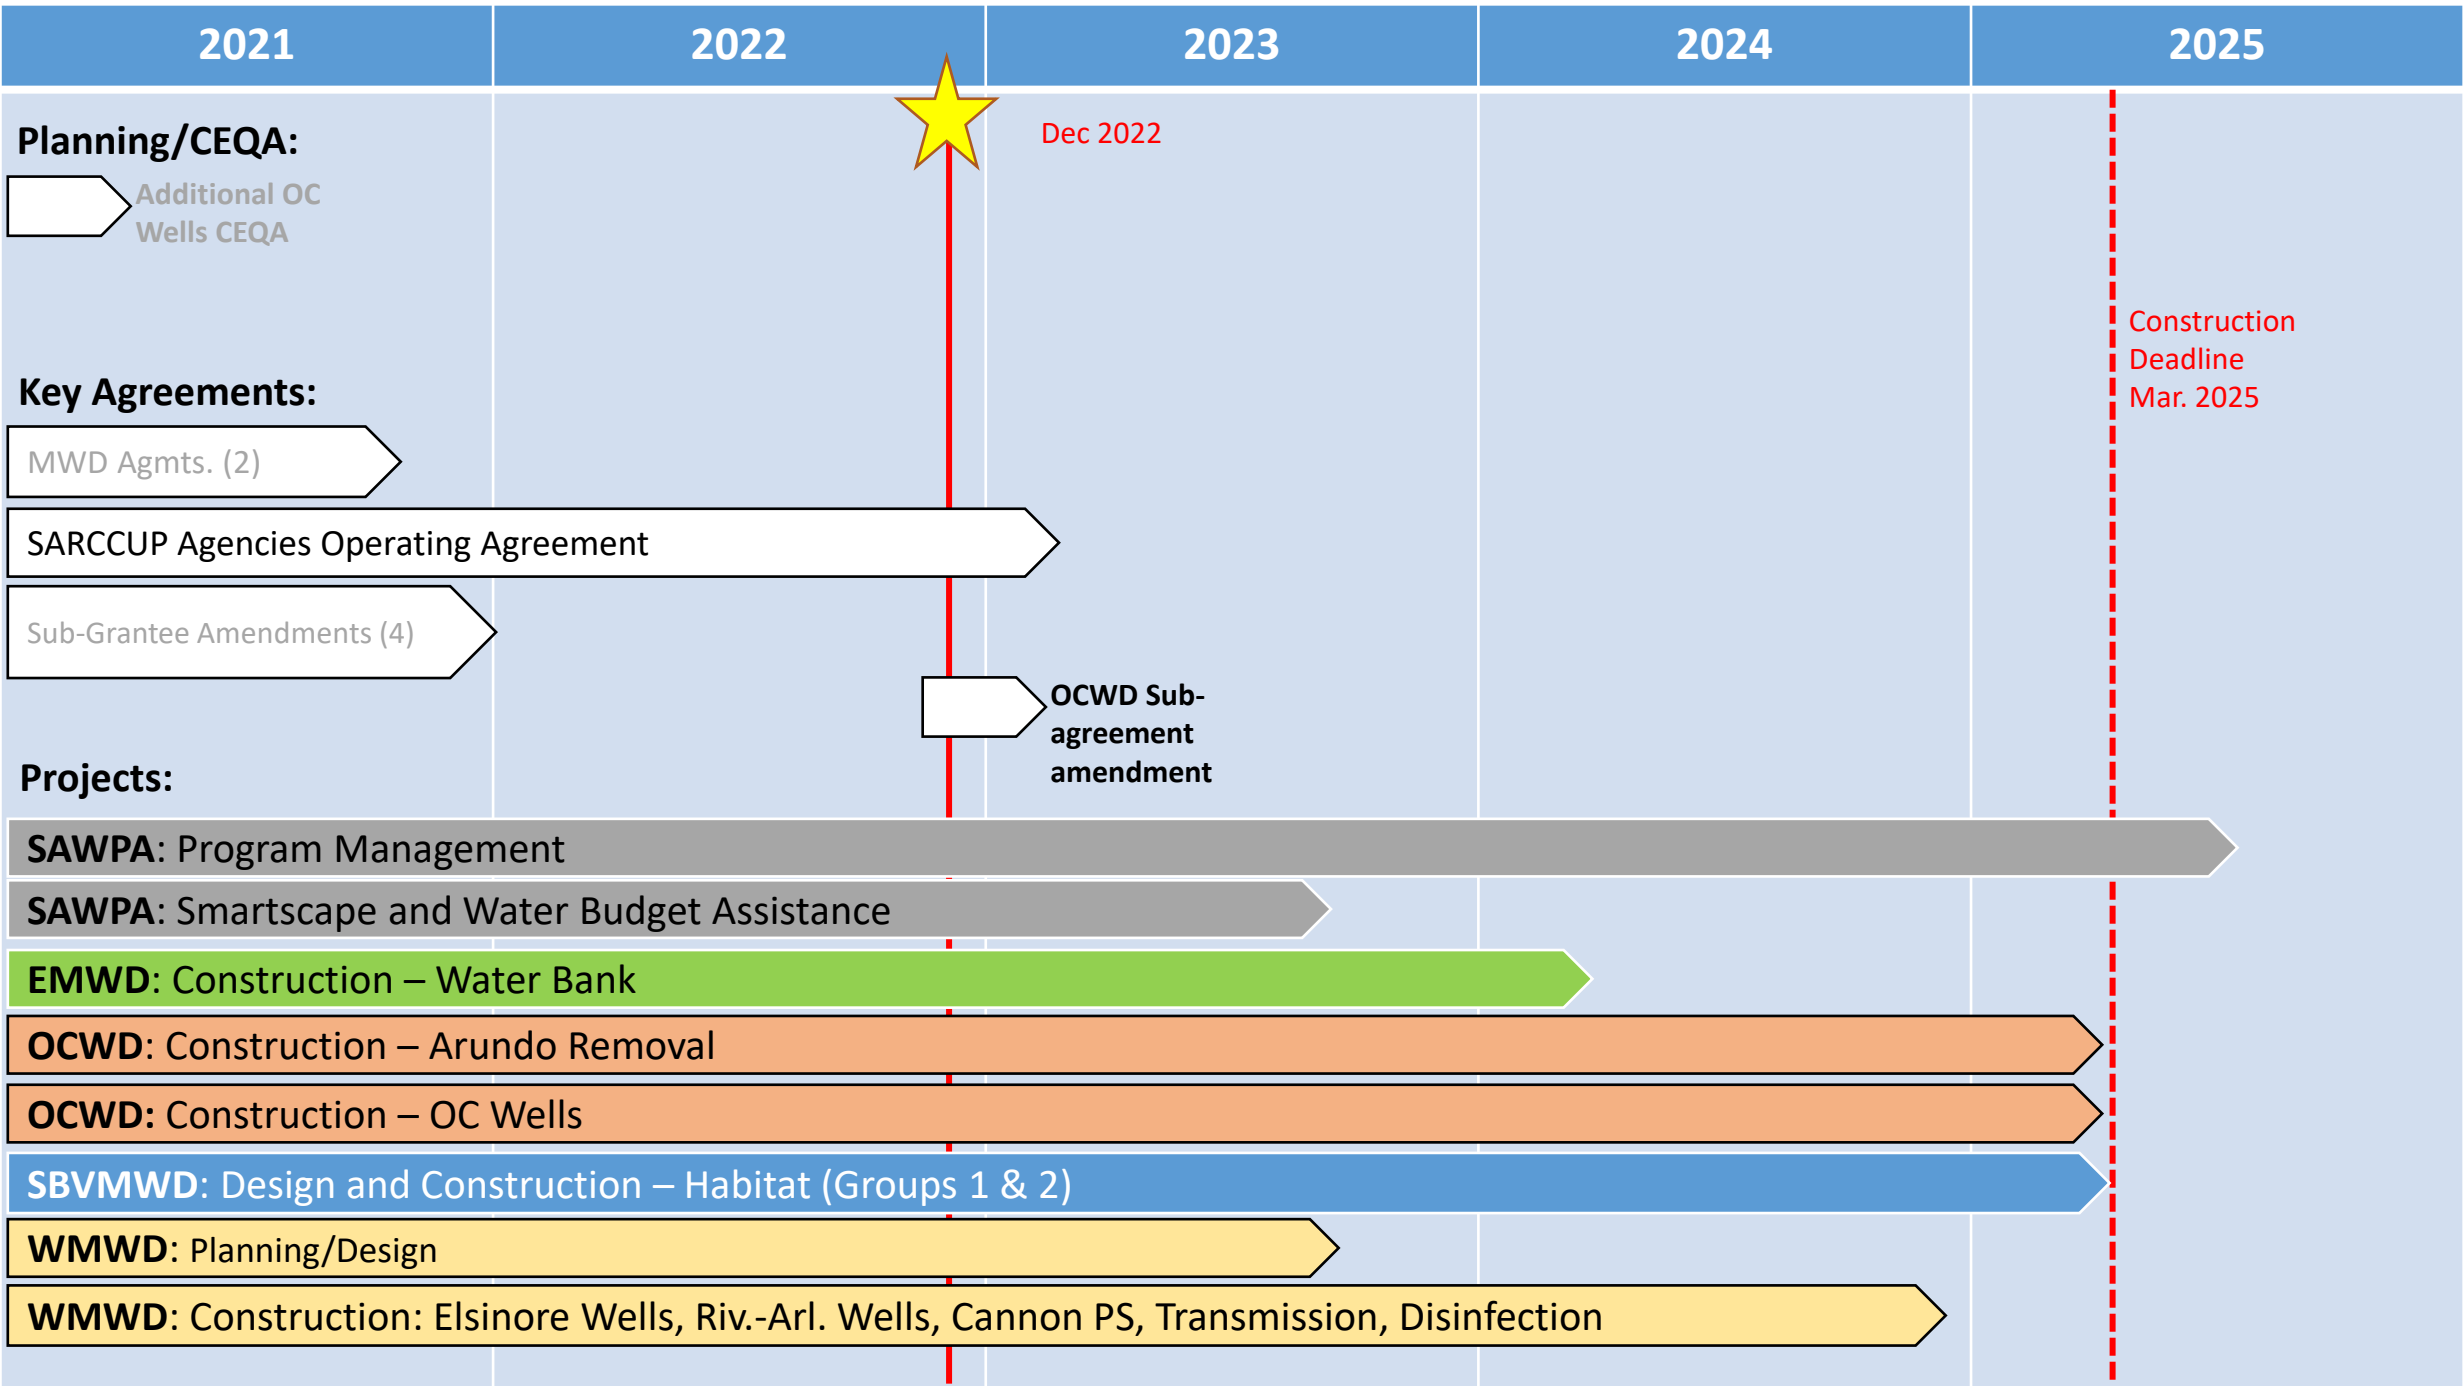 2021 2022 2023 2024 2025
Planning/CEQA:
Dec 2022
Additional OC
Wells CEQA
Construction
Deadline
Mar. 2025
Key Agreements:
MWD Agmts. (2)
SARCCUP Agencies Operating Agreement
Sub-Grantee Amendments (4)
OCWD Sub-
agreement
amendment
Projects:
SAWPA: Program Management
SAWPA: Smartscape and Water Budget Assistance
EMWD: Construction – Water Bank
OCWD: Construction – Arundo Removal
OCWD: Construction – OC Wells
SBVMWD: Design and Construction – Habitat (Groups 1 & 2)
WMWD: Planning/Design
WMWD: Construction: Elsinore Wells, Riv.-Arl. Wells, Cannon PS, Transmission, Disinfection